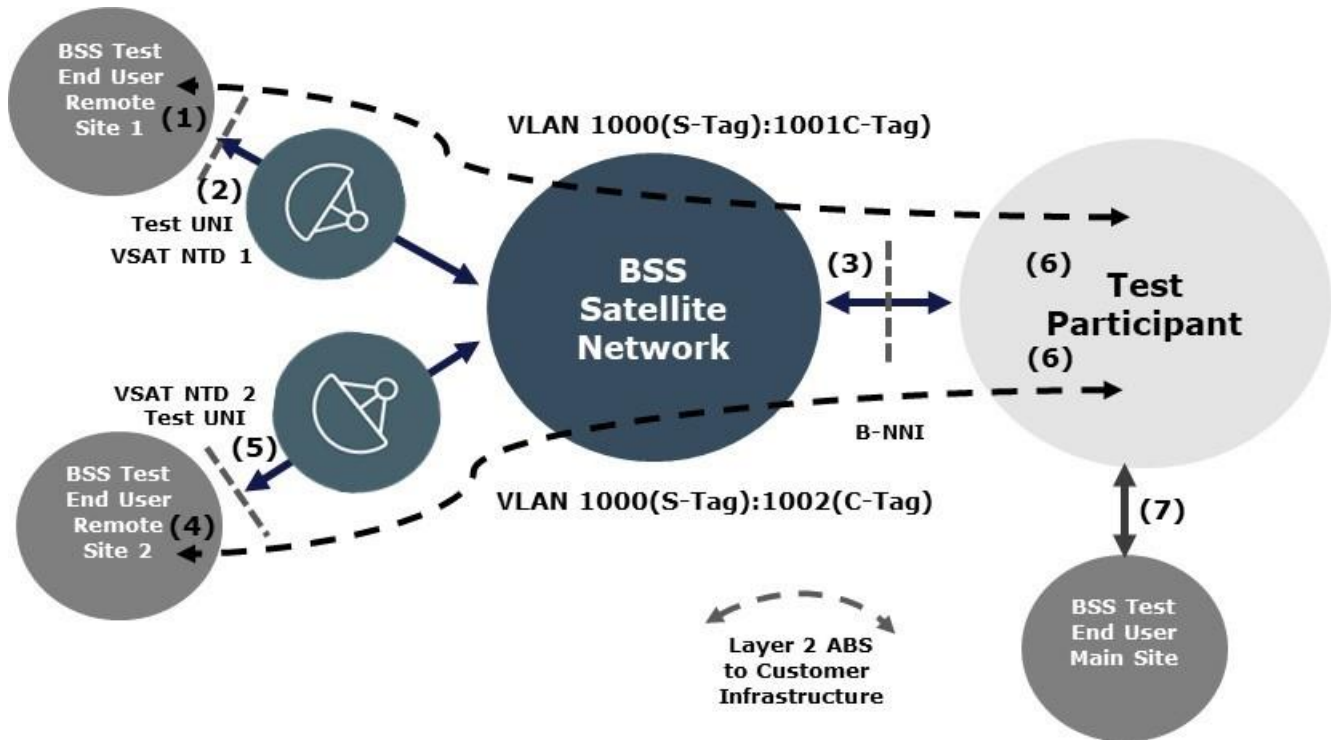 BSS Test
End User
Remote
Site 1
(1)
(2)
Test UNI
VSAT NTD 1
VLAN 1000(S-Tag):1001C-Tag)
BSS
Satellite
Network
(3)
(6)
Test
Participant
(6)
B-NNI
VSAT NTD 2
Test UNI
(5)
BSS Test
End User
Remote
Site 2
(4)
VLAN 1000(S-Tag):1002(C-Tag)
(7)
BSS Test
End User
Main Site
Layer 2 ABS
to Customer
Infrastructure